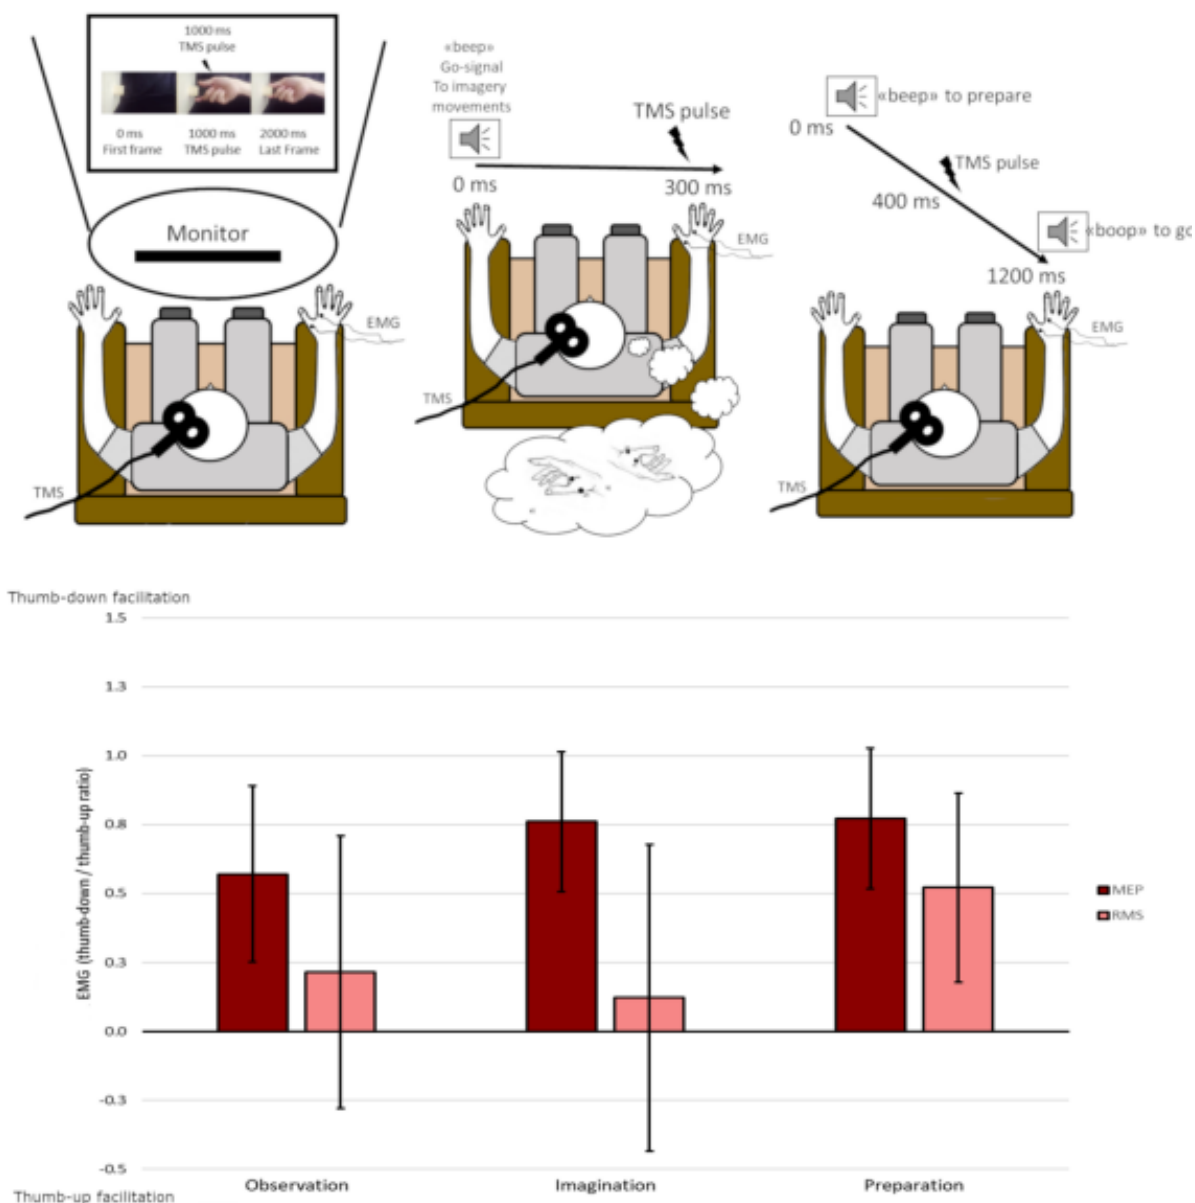 1000 ms
TMS pulse
0 ms
First frame
1000 ms
TMS pulse
2000 ms
Last Frame
Monitor
EMG
TMS
«beep»
Go-signal
To imagery
movements
TMS pulse
0 ms
300 ms
EMG
TMS
«beep» to prepare
0 ms
TMS pulse
400 ms
«boop» to go
1200 ms
EMG
TMS
Thumb-down facilitation
EMG (thumb-down / thumb-up ratio)
1.5
1.3
1.0
0.8
0.5
0.3
0.0
-0.3
-0.5
MEP
RMS
Observation
Imagination
Preparation
Thumb-up facilitation